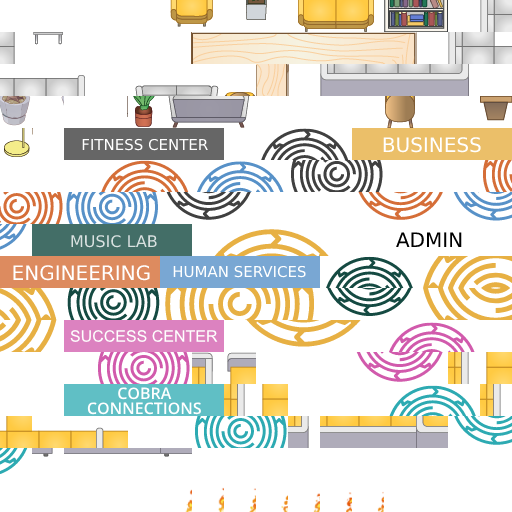 FITNESS CENTER
BUSINESS
MUSIC LAB
ADMIN
ENGINEERING
HUMAN SERVICES
SUCCESS CENTER
COBRA
CONNECTIONS